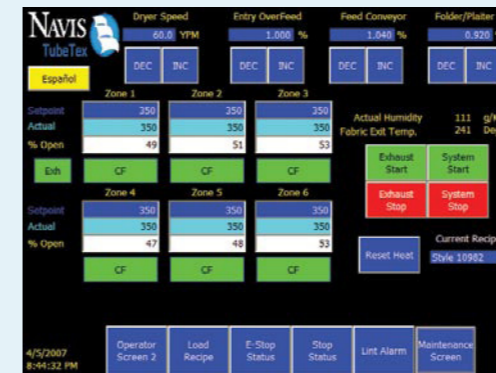 NAVIS
TubeTex
Dryer Speed Entry OverFeed Feed Conveyor Folder/Plaiter
60.0 YPM 1.000 % 1.040 % 0.920
DEC INC DEC INC DEC INC DEC INC
Español
Zone 1 Zone 2 Zone 3
Setpoint 350 350 350
Actual 350 350 350
% Open 49 51 53
Exh CF CF CF
Actual Humidity 111
Fabric Exit Temp. 241
Exhaust Start System Start
Exhaust Stop System Stop
Zone 4 Zone 5 Zone 6
Setpoint 350 350 350
Actual 350 350 350
% Open 47 48 53
CF CF CF
Reset Heat
Current Recip
Style 10982
Operator Screen 2 Load Recipe E-Stop Status Stop Status Lint Alarm Maintenance Screen
4/5/2007
8:44:32 PM